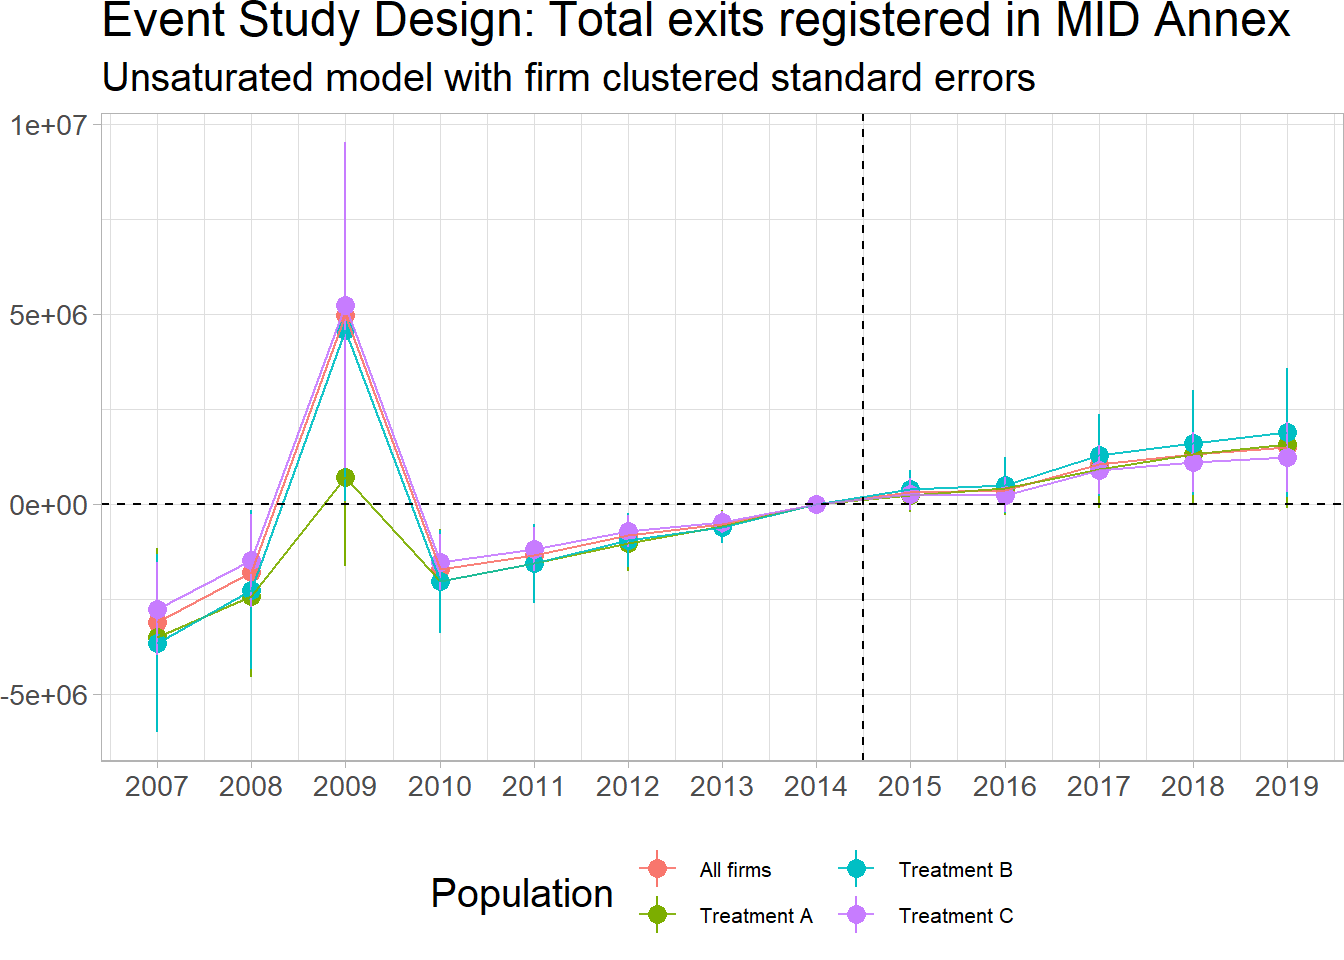 Event Study Design: Total exits registered in MID Annex
Unsaturated model with firm clustered standard errors
1e+07
5e+06
0e+00
-5e+06
2007 2008 2009 2010 2011 2012 2013 2014 2015 2016 2017 2018 2019
Population
All firms
Treatment A
Treatment B
Treatment C